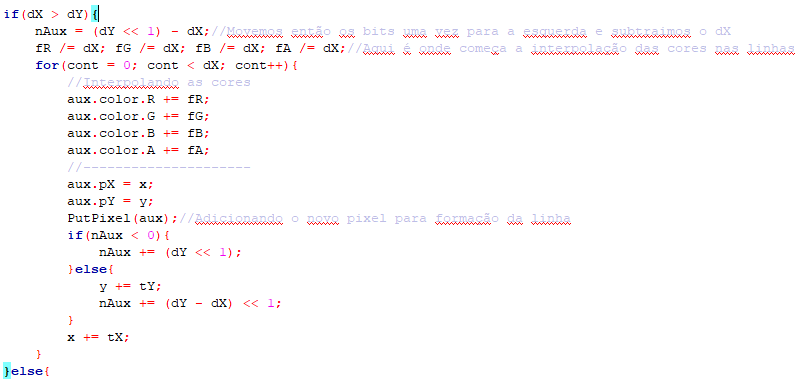 if(dX > dY){
    nAux = (dY << 1) - dX;//Movemos então os bits uma vez para a esquerda e subtraimos o dX
    fR /= dX; fG /= dX; fB /= dX; fA /= dX;//Aqui é onde começa a interpolação das cores nas linhas
    for(cont = 0; cont < dX; cont++){
        //Interpolando as cores
        aux.color.R += fR;
        aux.color.G += fG;
        aux.color.B += fB;
        aux.color.A += fA;
        //---------------------
        aux.pX = x;
        aux.pY = y;
        PutPixel(aux);//Adicionando o novo pixel para formação da linha
        if(nAux < 0){
            nAux += (dY << 1);
        }else{
            y += tY;
            nAux += (dY - dX) << 1;
        }
        x += tX;
    }
}else{